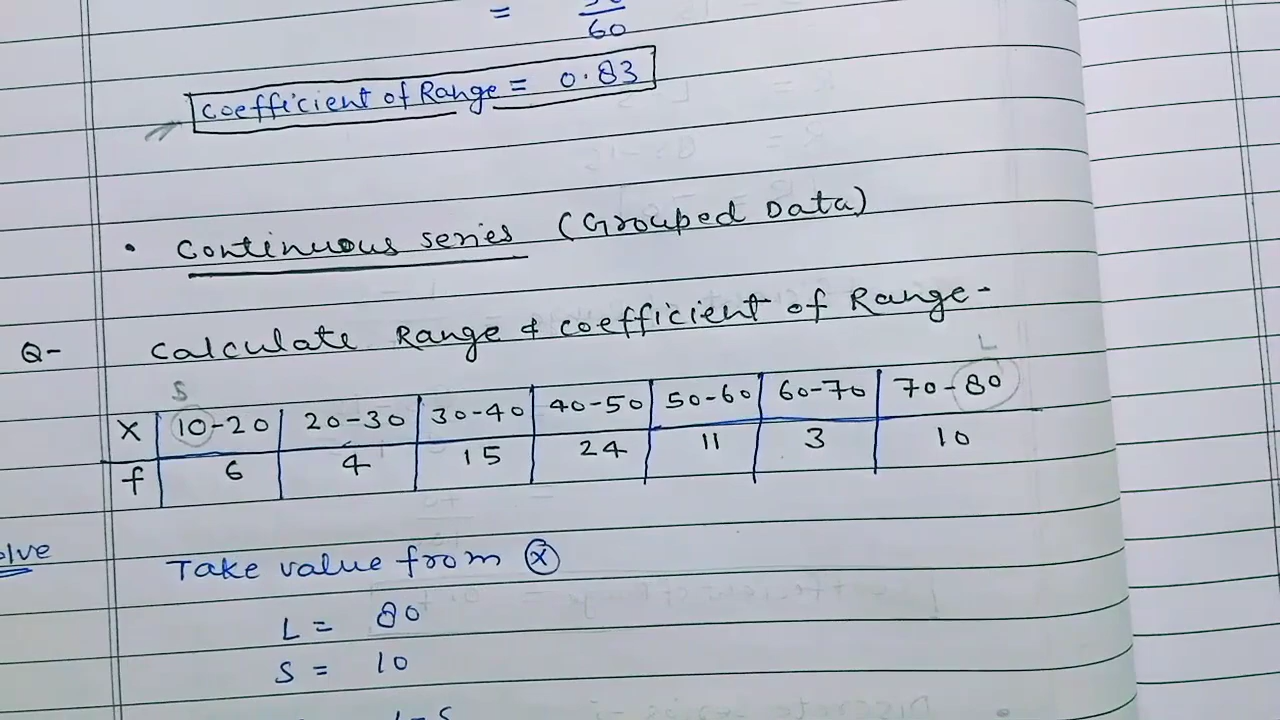 = 60
Coefficient of Range = 0.83
• Continuous series (Grouped Data)
Q- Calculate Range & coefficient of Range-
S L
X 10-20 20-30 30-40 40-50 50-60 60-70 70-80
f 6 4 15 24 11 3 10
Take value from X
L = 80
S = 10
L-S